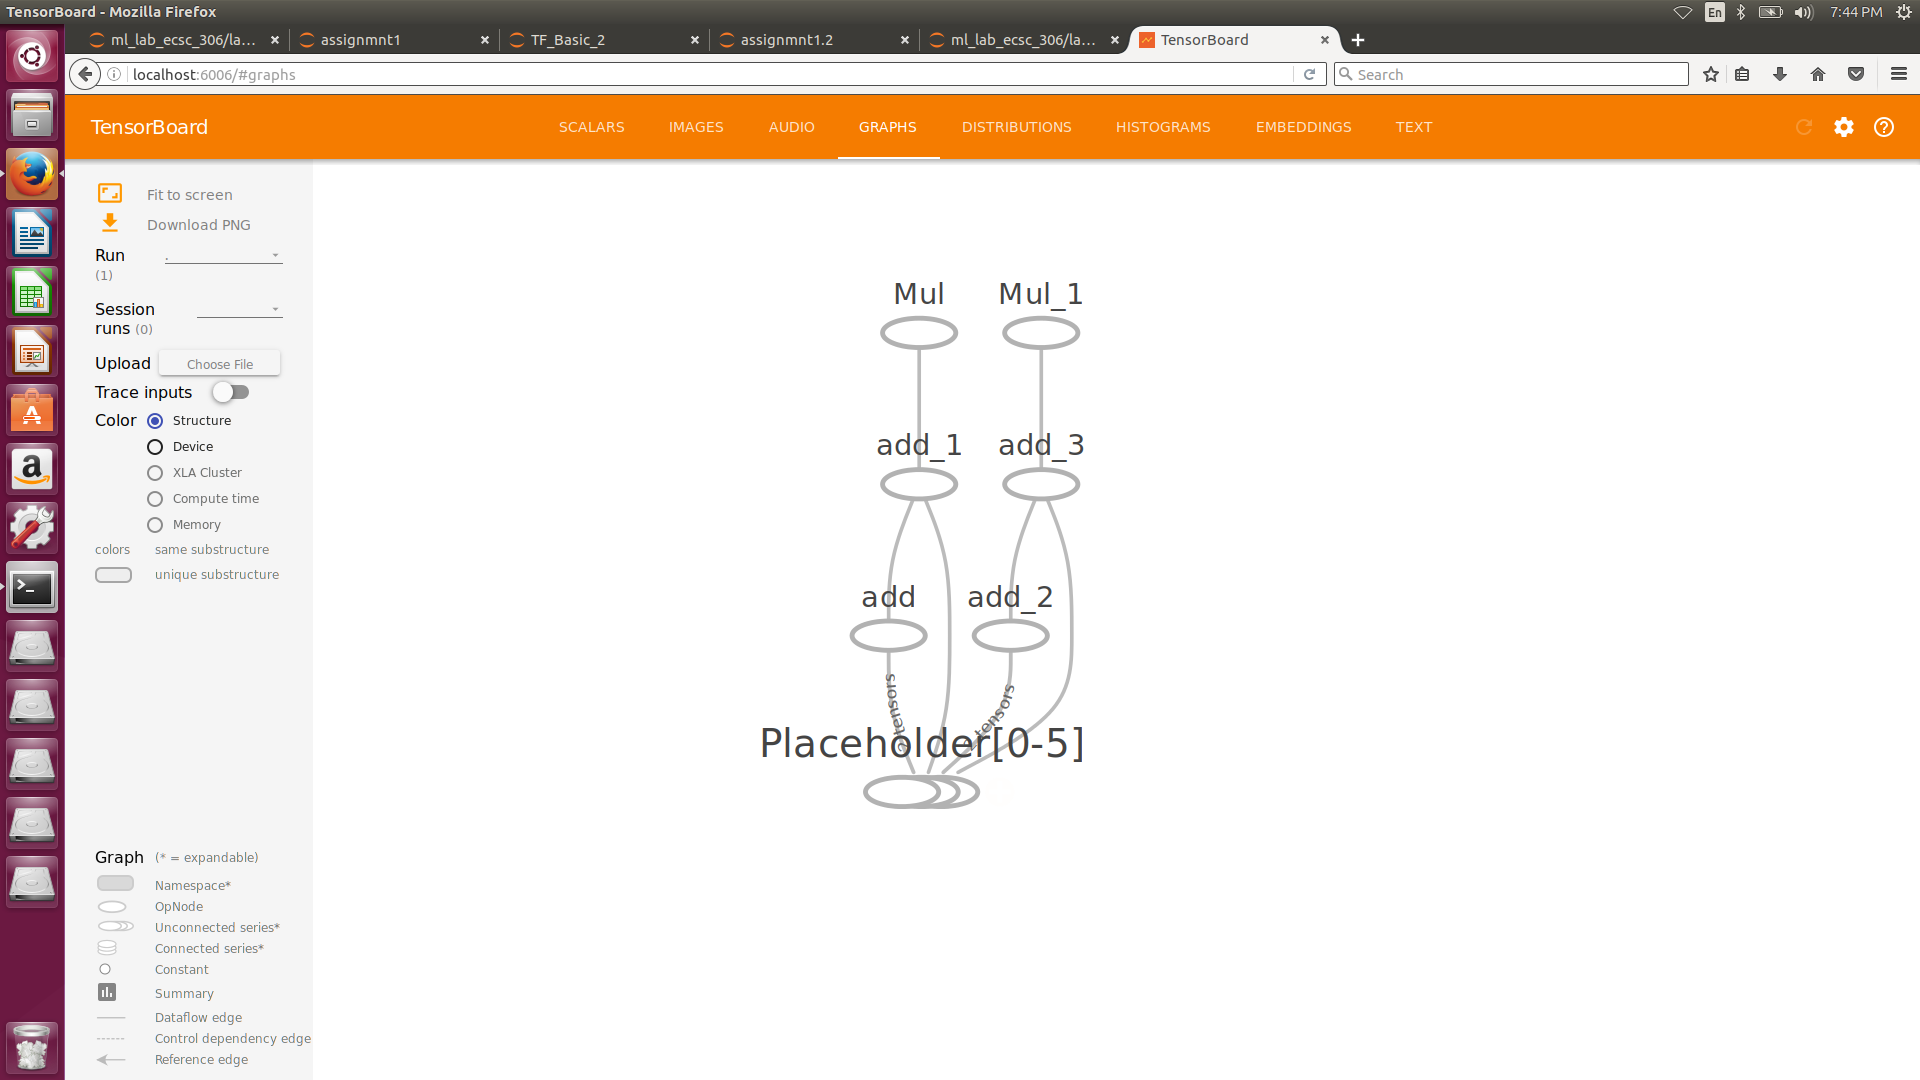 TensorBoard - Mozilla Firefox
En
7:44 PM
ml_lab_ecsc_306/la...
assignmnt1
TF_Basic_2
assignmnt1.2
ml_lab_ecsc_306/la...
TensorBoard
localhost:6006/#graphs
Search
TensorBoard
SCALARS
IMAGES
AUDIO
GRAPHS
DISTRIBUTIONS
HISTOGRAMS
EMBEDDINGS
TEXT
Fit to screen
Download PNG
Run
(1)
.
Session
runs (0)
Upload
Choose File
Trace inputs
Color
Structure
Device
XLA Cluster
Compute time
Memory
colors
same substructure
unique substructure
Graph
(* = expandable)
Namespace*
OpNode
Unconnected series*
Connected series*
Constant
Summary
Dataflow edge
Control dependency edge
Reference edge
Mul
Mul_1
add_1
add_3
add
add_2
2 tensors
2 tensors
Placeholder[0-5]